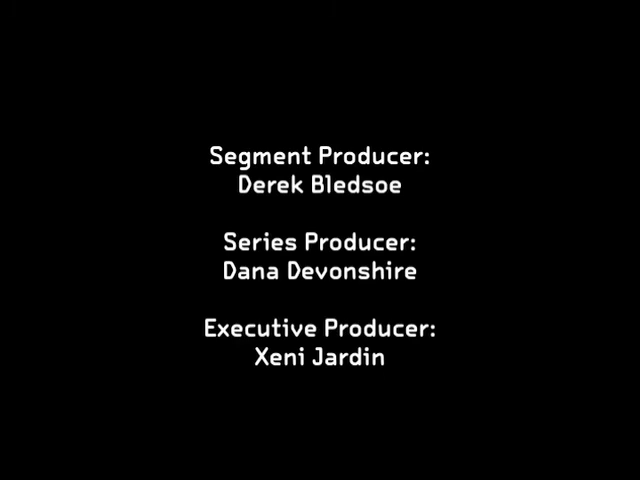 Segment Producer:
Derek Bledsoe
Series Producer:
Dana Devonshire
Executive Producer:
Xeni Jardin